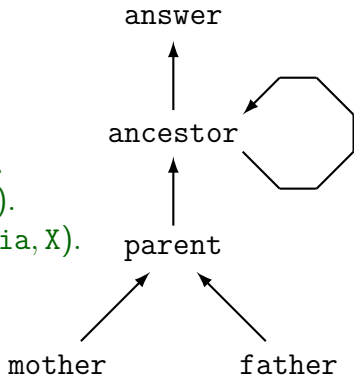 answer
ancestor
).
ia, X).
parent
mother
father